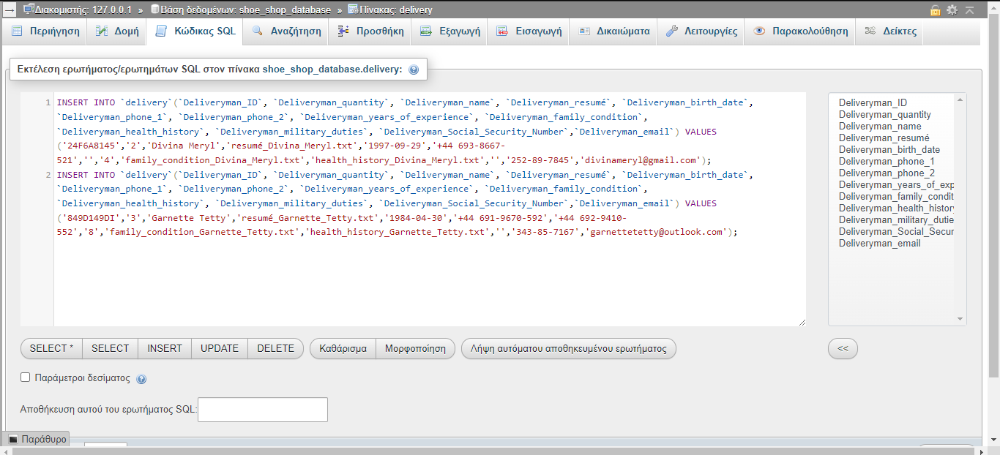 Διακομιστής: 127.0.0.1 » Βάση δεδομένων: shoe_shop_database » Πίνακας: delivery
Περιήγηση Δομή Κώδικας SQL Αναζήτηση Προσθήκη Εξαγωγή Εισαγωγή Δικαιώματα Λειτουργίες Παρακολούθηση Δείκτες
Εκτέλεση ερωτήματος/ερωτημάτων SQL στον πίνακα shoe_shop_database.delivery:
1 INSERT INTO `delivery`(`Deliveryman_ID`, `Deliveryman_quantity`, `Deliveryman_name`, `Deliveryman_resumé`, `Deliveryman_birth_date`,
`Deliveryman_phone_1`, `Deliveryman_phone_2`, `Deliveryman_years_of_experience`, `Deliveryman_family_condition`,
`Deliveryman_health_history`, `Deliveryman_military_duties`, `Deliveryman_Social_Security_Number`,`Deliveryman_email`) VALUES
('24F6A8145','2','Divina Meryl','resumé_Divina_Meryl.txt','1997-09-29','+44 693-8667-
521','','4','family_condition_Divina_Meryl.txt','health_history_Divina_Meryl.txt','','252-89-7845','divinameryl@gmail.com');
2 INSERT INTO `delivery`(`Deliveryman_ID`, `Deliveryman_quantity`, `Deliveryman_name`, `Deliveryman_resumé`, `Deliveryman_birth_date`,
`Deliveryman_phone_1`, `Deliveryman_phone_2`, `Deliveryman_years_of_experience`, `Deliveryman_family_condition`,
`Deliveryman_health_history`, `Deliveryman_military_duties`, `Deliveryman_Social_Security_Number`,`Deliveryman_email`) VALUES
('849D149DI','3','Garnette Tetty','resumé_Garnette_Tetty.txt','1984-04-30','+44 691-9670-592','+44 692-9410-
552','8','family_condition_Garnette_Tetty.txt','health_history_Garnette_Tetty.txt','','343-85-7167','garnettetetty@outlook.com');
Deliveryman_ID
Deliveryman_quantity
Deliveryman_name
Deliveryman_resumé
Deliveryman_birth_date
Deliveryman_phone_1
Deliveryman_phone_2
Deliveryman_years_of_exp
Deliveryman_family_condit
Deliveryman_health_history
Deliveryman_military_dutie
Deliveryman_Social_Secur
Deliveryman_email
SELECT * SELECT INSERT UPDATE DELETE Καθάρισμα Μορφοποίηση Λήψη αυτόματου αποθηκευμένου ερωτήματος <<
Παράμετροι δεσίματος
Αποθήκευση αυτού του ερωτήματος SQL:
Παράθυρο